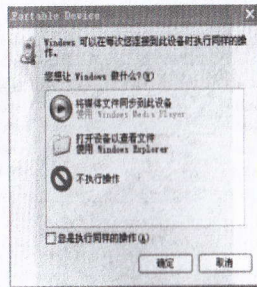 Portable Device
Windows 可以在每次您连接到此设备时执行同样的操
作。
您想让 Windows 做什么?(W)
将媒体文件同步到此设备
使用 Windows Media Player
打开设备以查看文件
使用 Windows Explorer
不执行操作
总是执行同样的操作(A)
确定
取消